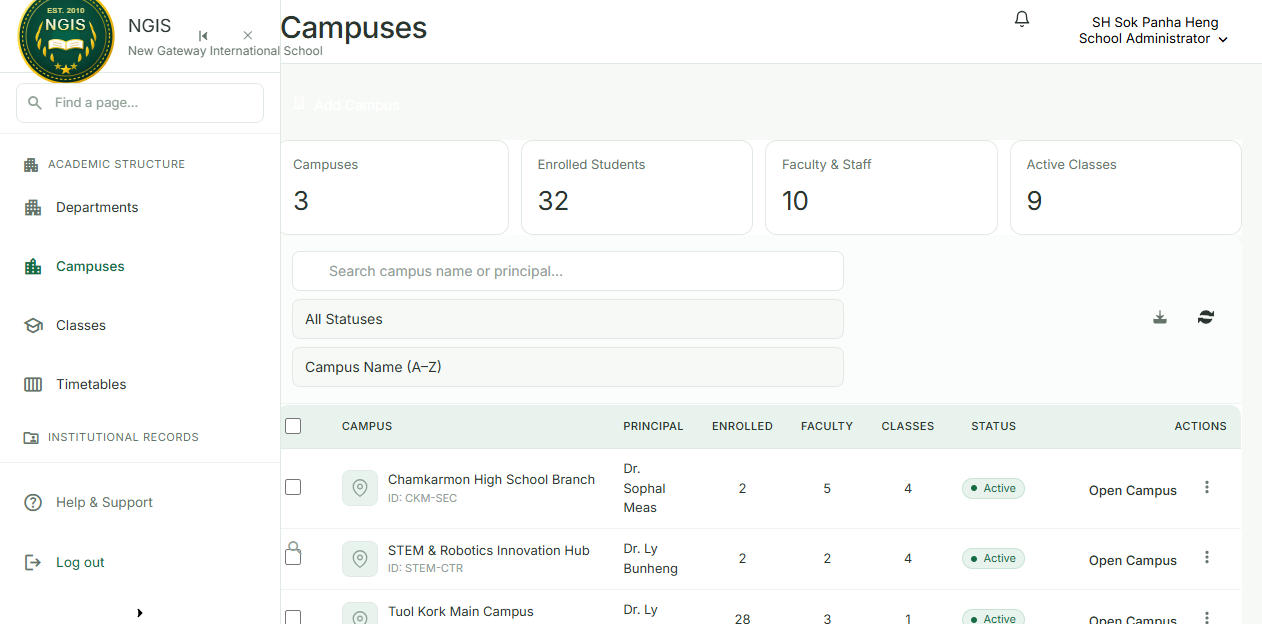 EST. 2010
NGIS
NGIS
New Gateway International School
Campuses
SH Sok Panha Heng
School Administrator
Find a page...
ACADEMIC STRUCTURE
Departments
Campuses
Classes
Timetables
INSTITUTIONAL RECORDS
Help & Support
Log out
Add Campus
Campuses
3
Enrolled Students
32
Faculty & Staff
10
Active Classes
9
Search campus name or principal...
All Statuses
Campus Name (A–Z)
CAMPUS PRINCIPAL ENROLLED FACULTY CLASSES STATUS ACTIONS
Chamkarmon High School Branch
ID: CKM-SEC
Dr.
Sophal
Meas
2 5 4 Active Open Campus
STEM & Robotics Innovation Hub
ID: STEM-CTR
Dr. Ly
Bunheng
2 2 4 Active Open Campus
Tuol Kork Main Campus
Dr. Ly
28 3 1 Active Open Campus